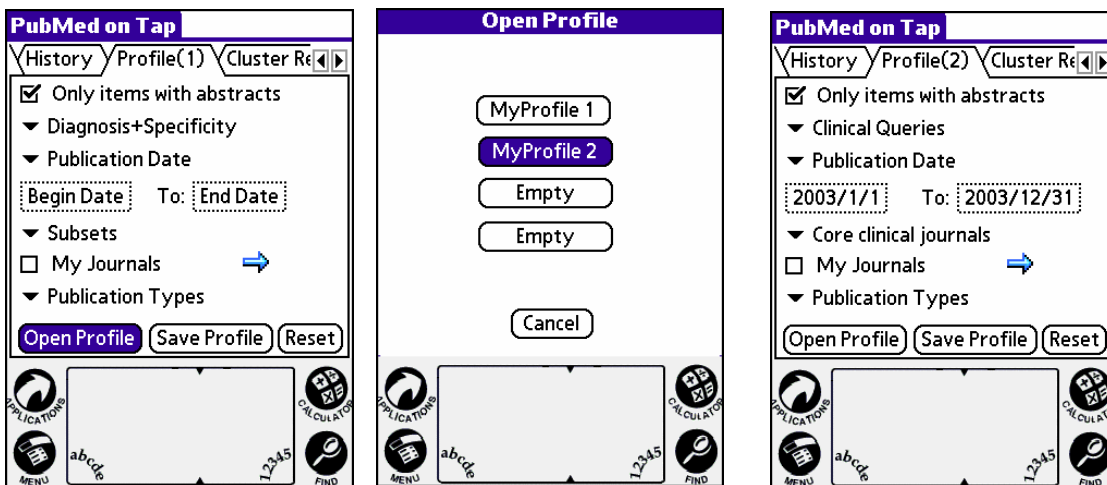 PubMed on Tap
History Profile(1) Cluster Re
Only items with abstracts
Diagnosis+Specificity
Publication Date
Begin Date To: End Date
Subsets
My Journals
Publication Types
Open Profile Save Profile Reset
APPLICATIONS CALCULATOR
MENU abcde 12345 FIND
Open Profile
MyProfile 1
MyProfile 2
Empty
Empty
Cancel
APPLICATIONS CALCULATOR
MENU abcde 12345 FIND
PubMed on Tap
History Profile(2) Cluster Re
Only items with abstracts
Clinical Queries
Publication Date
2003/1/1 To: 2003/12/31
Core clinical journals
My Journals
Publication Types
Open Profile Save Profile Reset
APPLICATIONS CALCULATOR
MENU abcde 12345 FIND